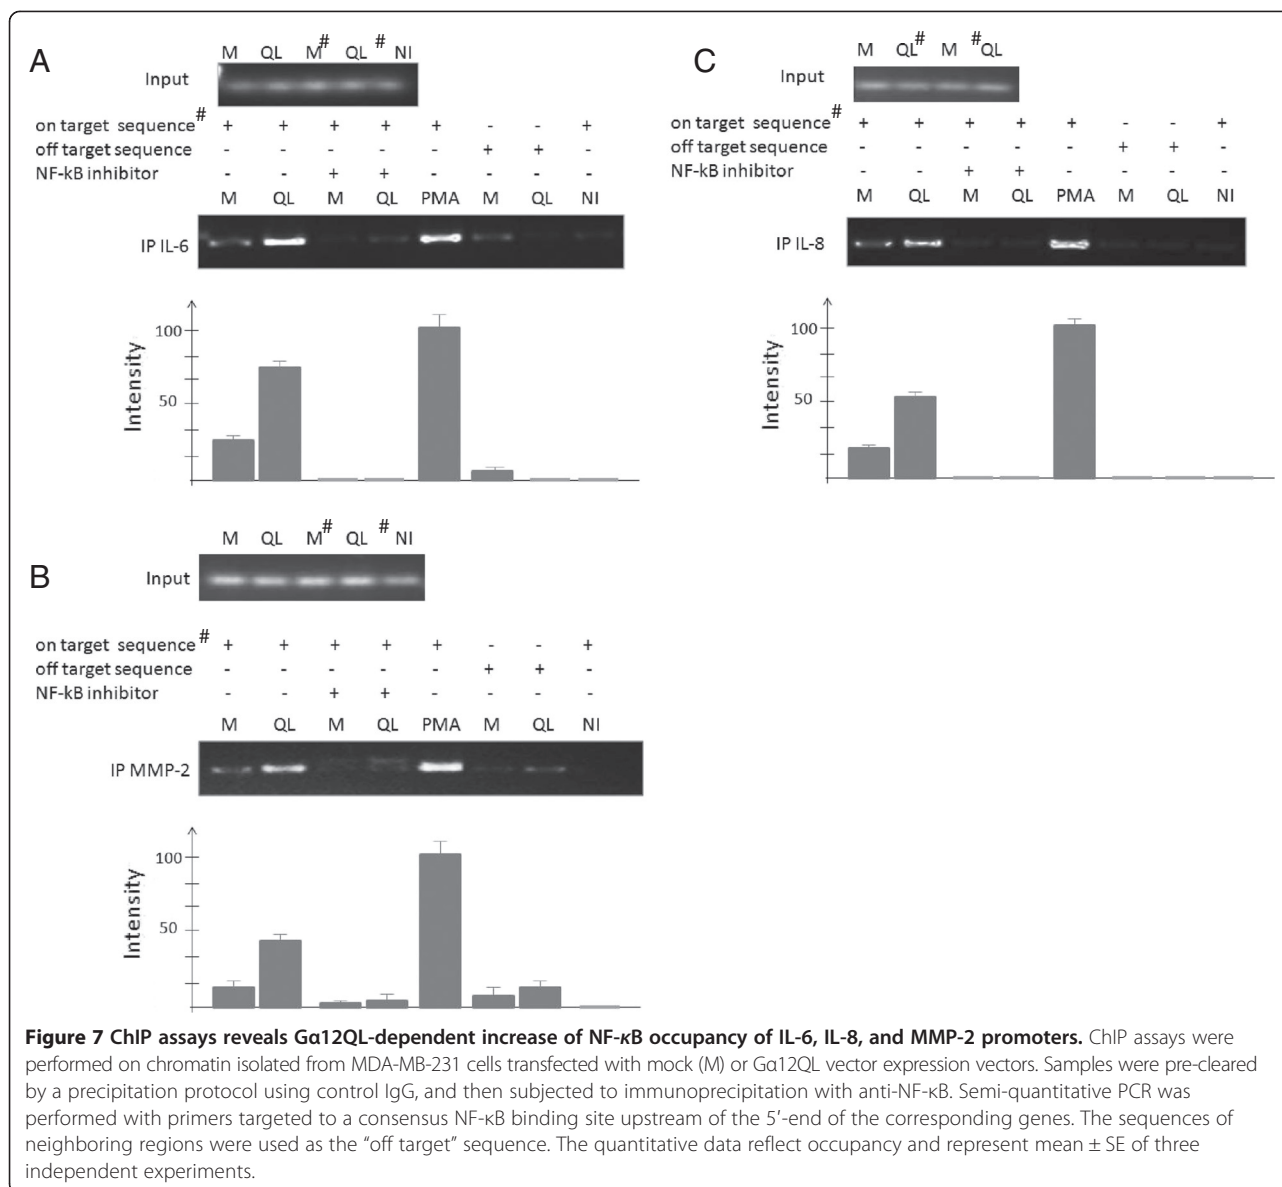 A
M QL M# QL # NI
Input
on target sequence# + + + + + - - +
off target sequence - - - - - + + -
NF-kB inhibitor - - + + - - - -
M QL M QL PMA M QL NI
IP IL-6
100
50
Intensity
C
M QL# M #QL
Input
on target sequence# + + + + + - - +
off target sequence - - - - - + + -
NF-kB inhibitor - - + + - - - -
M QL M QL PMA M QL NI
IP IL-8
100
50
Intensity
B
M QL M# QL # NI
Input
on target sequence # + + + + + - - +
off target sequence - - - - - + + -
NF-kB inhibitor - - + + - - - -
M QL M QL PMA M QL NI
IP MMP-2
100
50
Intensity
Figure 7 ChIP assays reveals Gα12QL-dependent increase of NF-κB occupancy of IL-6, IL-8, and MMP-2 promoters. ChIP assays were
performed on chromatin isolated from MDA-MB-231 cells transfected with mock (M) or Gα12QL vector expression vectors. Samples were pre-cleared
by a precipitation protocol using control IgG, and then subjected to immunoprecipitation with anti-NF-κB. Semi-quantitative PCR was
performed with primers targeted to a consensus NF-κB binding site upstream of the 5′-end of the corresponding genes. The sequences of
neighboring regions were used as the “off target” sequence. The quantitative data reflect occupancy and represent mean ± SE of three
independent experiments.